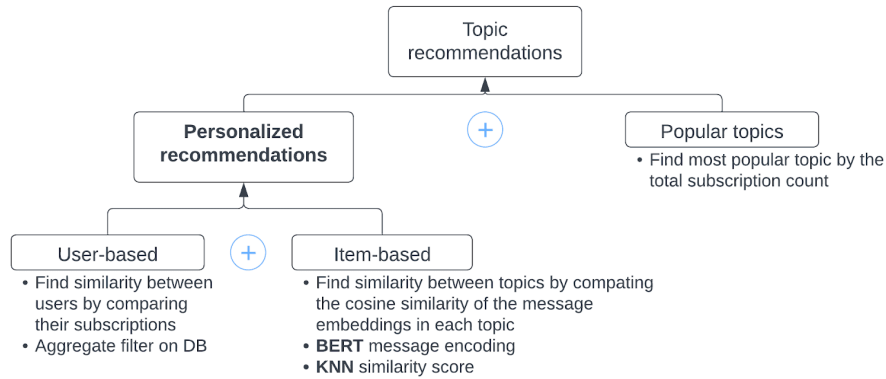 Topic
recommendations
Personalized
recommendations
+
Popular topics
• Find most popular topic by the
total subscription count
User-based
+
Item-based
• Find similarity between
users by comparing
their subscriptions
• Aggregate filter on DB
• Find similarity between topics by compating
the cosine similarity of the message
embeddings in each topic
• BERT message encoding
• KNN similarity score